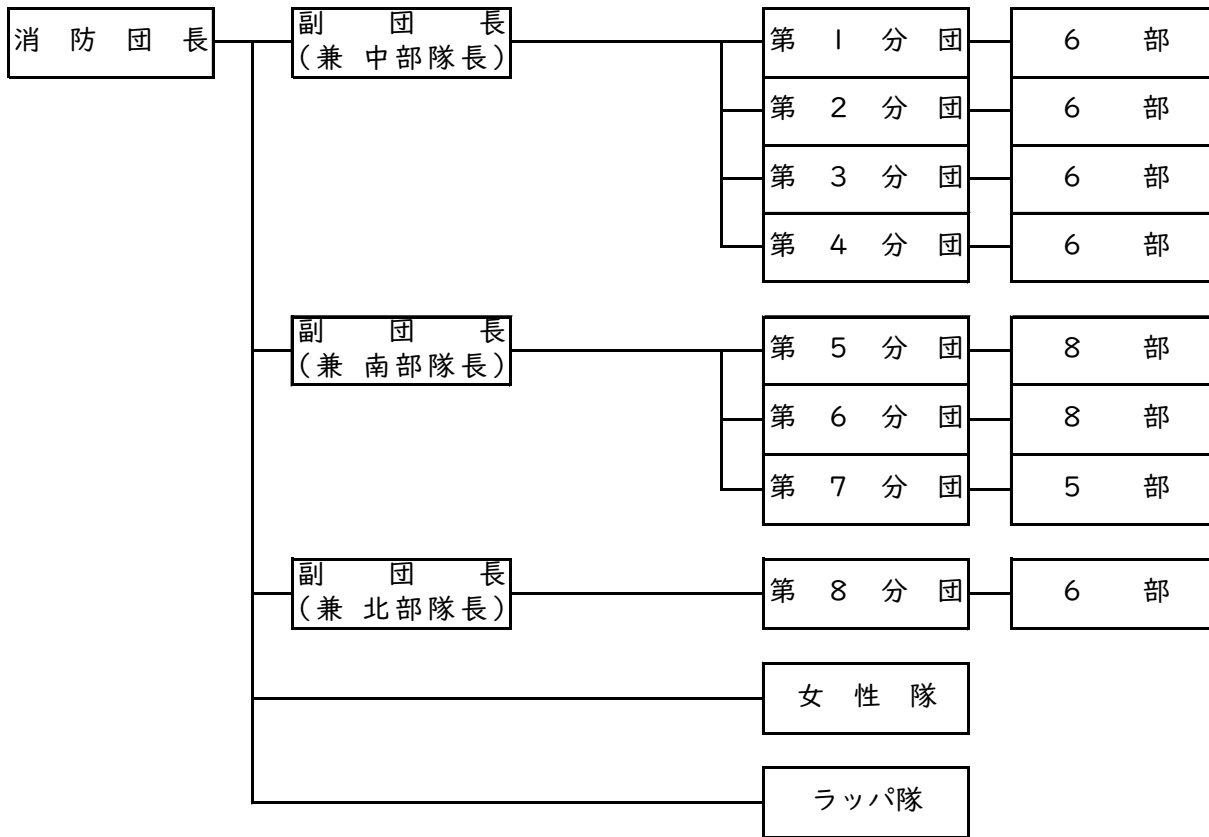 消防団長
副団長
(兼 中部隊長)
第1分団
6部
第2分団
6部
第3分団
6部
第4分団
6部
副団長
(兼 南部隊長)
第5分団
8部
第6分団
8部
第7分団
5部
副団長
(兼 北部隊長)
第8分団
6部
女性隊
ラッパ隊